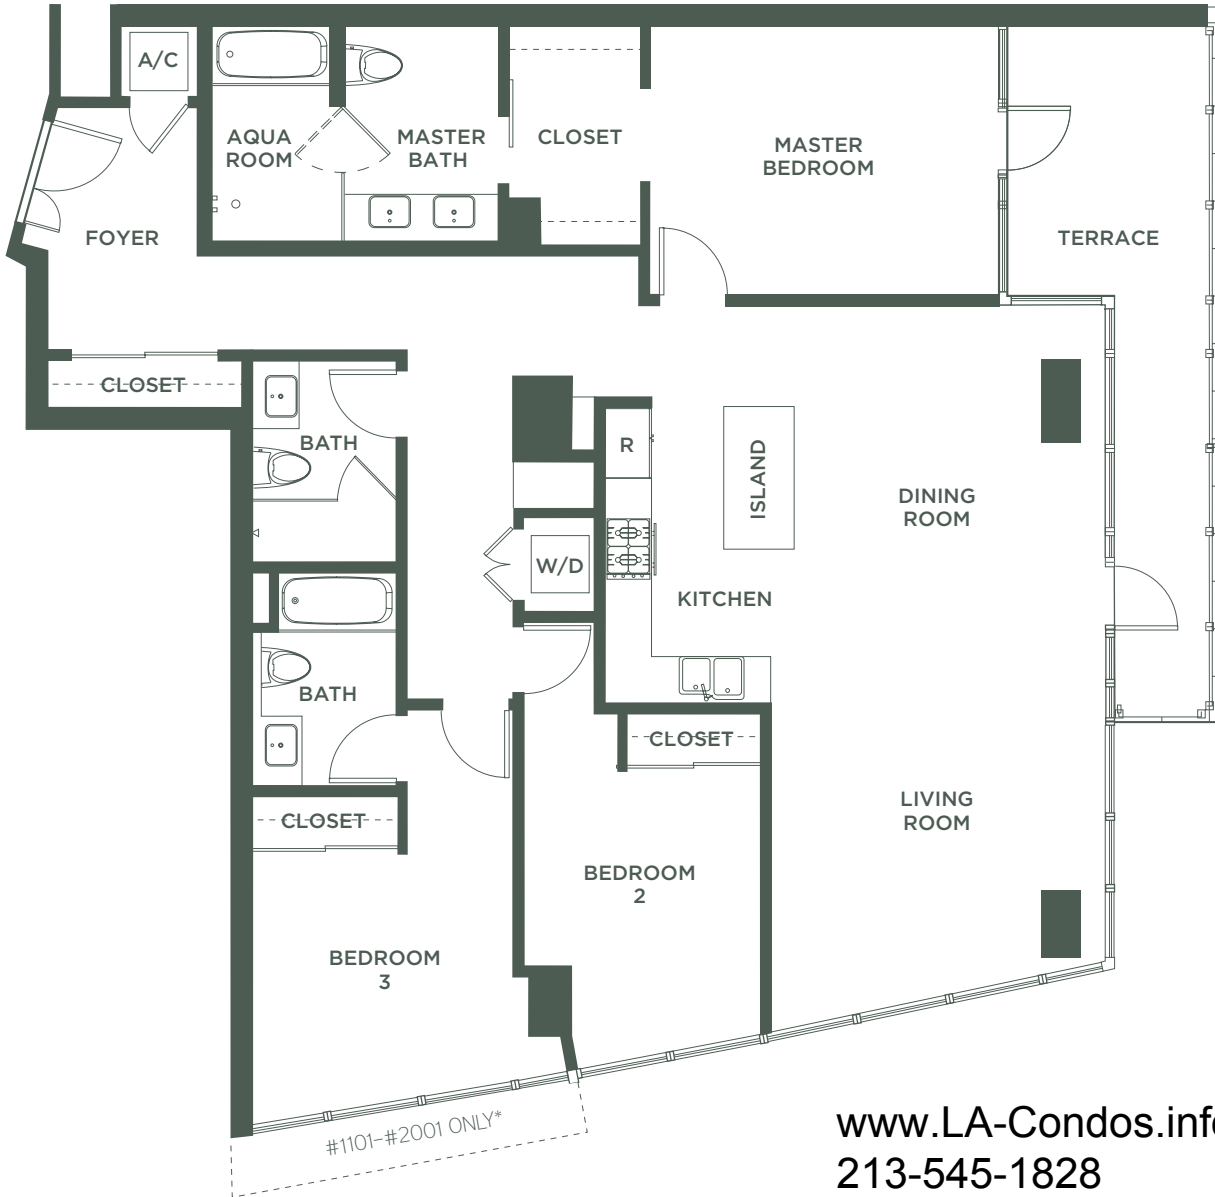 A/C
AQUA
ROOM
MASTER
BATH
CLOSET
MASTER
BEDROOM
FOYER
TERRACE
CLOSET
BATH
R
ISLAND
DINING
ROOM
W/D
KITCHEN
BATH
CLOSET
CLOSET
LIVING
ROOM
BEDROOM
2
BEDROOM
3
#1101-#2001 ONLY*
www.LA-Condos.info
213-545-1828